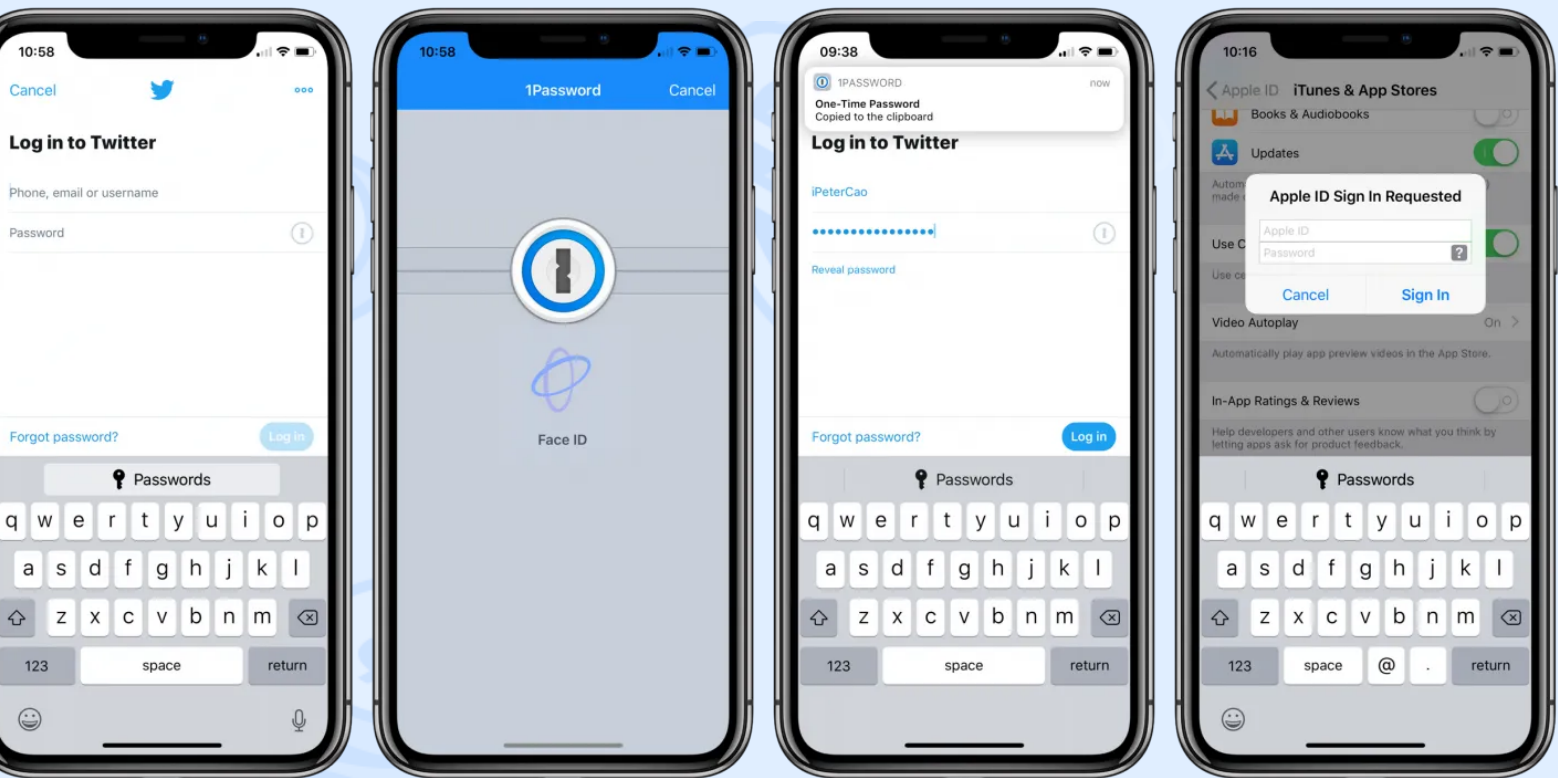 10:58
Cancel
Log in to Twitter
Phone, email or username
Password
Forgot password?
Log in
Passwords
q w e r t y u i o p
a s d f g h j k l
z x c v b n m
123 space return
10:58
1Password Cancel
Face ID
09:38
1PASSWORD now
One-Time Password
Copied to the clipboard
Log in to Twitter
iPeterCao
Reveal password
Forgot password? Log in
Passwords
q w e r t y u i o p
a s d f g h j k l
z x c v b n m
123 space return
10:16
Apple ID iTunes & App Stores
Books & Audiobooks
Updates
Autom
made
Apple ID Sign In Requested
Apple ID
Password ?
Use C
Use ce
Cancel Sign In
Video Autoplay On
Automatically play app preview videos in the App Store.
In-App Ratings & Reviews
Help developers and other users know what you think by
letting apps ask for product feedback.
Passwords
q w e r t y u i o p
a s d f g h j k l
z x c v b n m
123 space @ . return